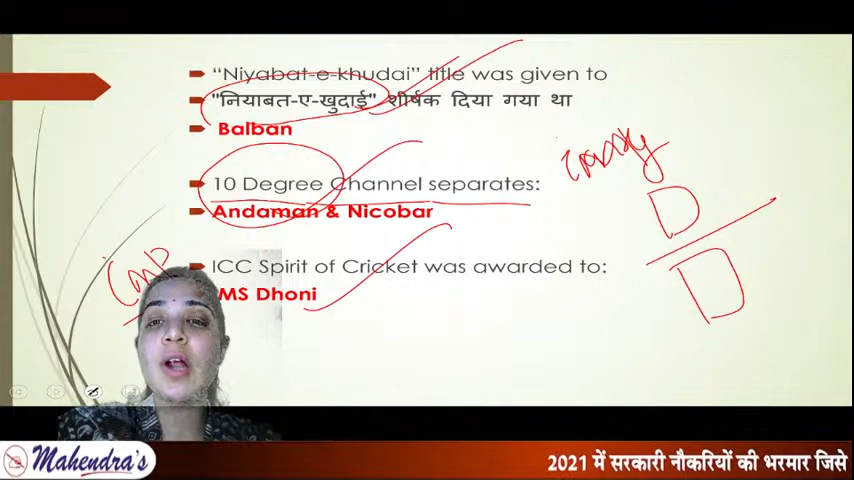 "Niyabat-e-khudai" title was given to
"नियाबत-ए-खुदाई" शीर्षक दिया गया था
Balban
10 Degree Channel separates:
Andaman & Nicobar
ICC Spirit of Cricket was awarded to:
MS Dhoni
D
D
Mahendra's
2021 में सरकारी नौकरियों की भरमार जिसे